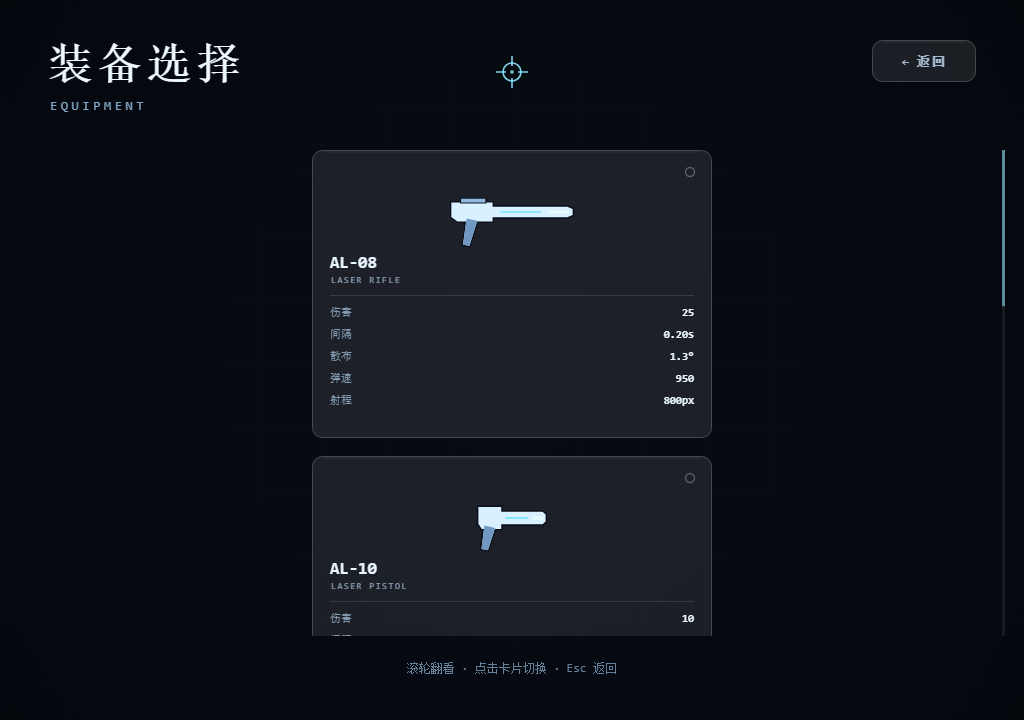 装备选择
EQUIPMENT
← 返回
AL-08
LASER RIFLE
伤害 25
间隔 0.20s
散布 1.3°
弹速 950
射程 800px
AL-10
LASER PISTOL
伤害 10
滚轮翻看 · 点击卡片切换 · Esc 返回